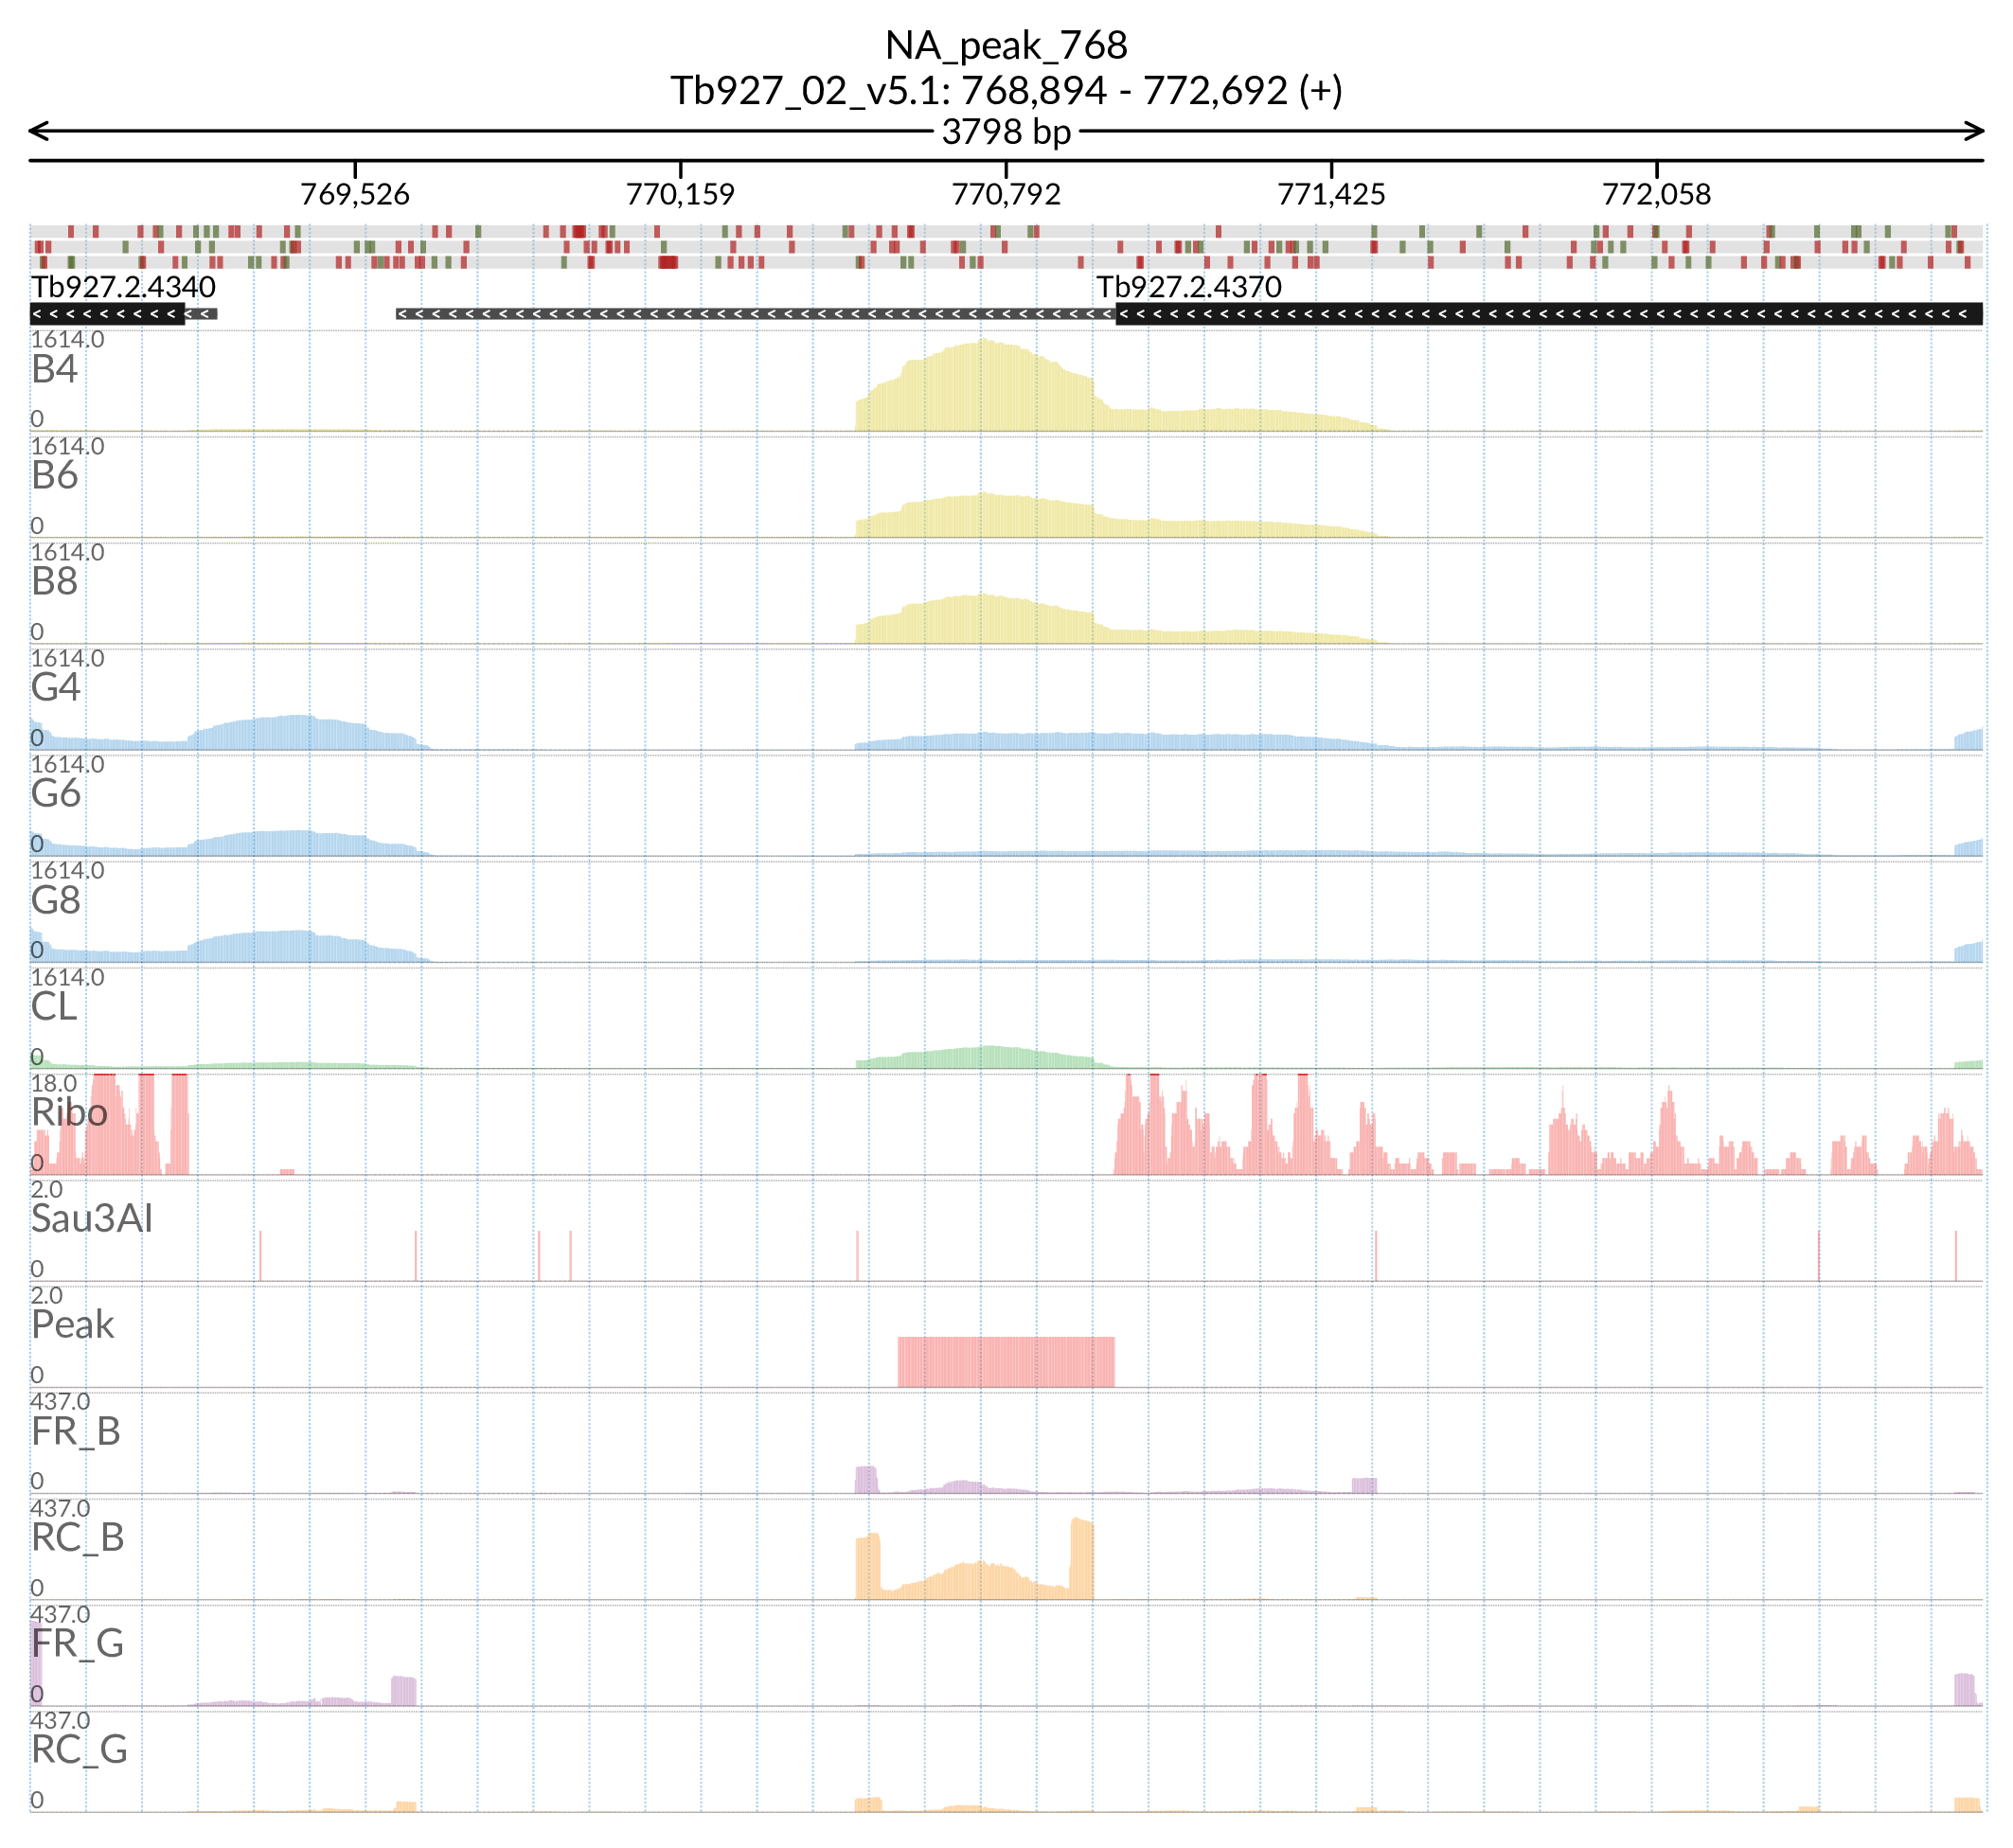 NA_peak_768
Tb927_02_v5.1: 768,894 - 772,692 (+)
3798 bp
769,526 770,159 770,792 771,425 772,058
Tb927.2.4340 Tb927.2.4370
1614.0
B4
0
1614.0
B6
0
1614.0
B8
0
1614.0
G4
0
1614.0
G6
0
1614.0
G8
0
1614.0
CL
0
18.0
Ribo
0
2.0
Sau3AI
0
2.0
Peak
0
437.0
FR_B
0
437.0
RC_B
0
437.0
FR_G
0
437.0
RC_G
0